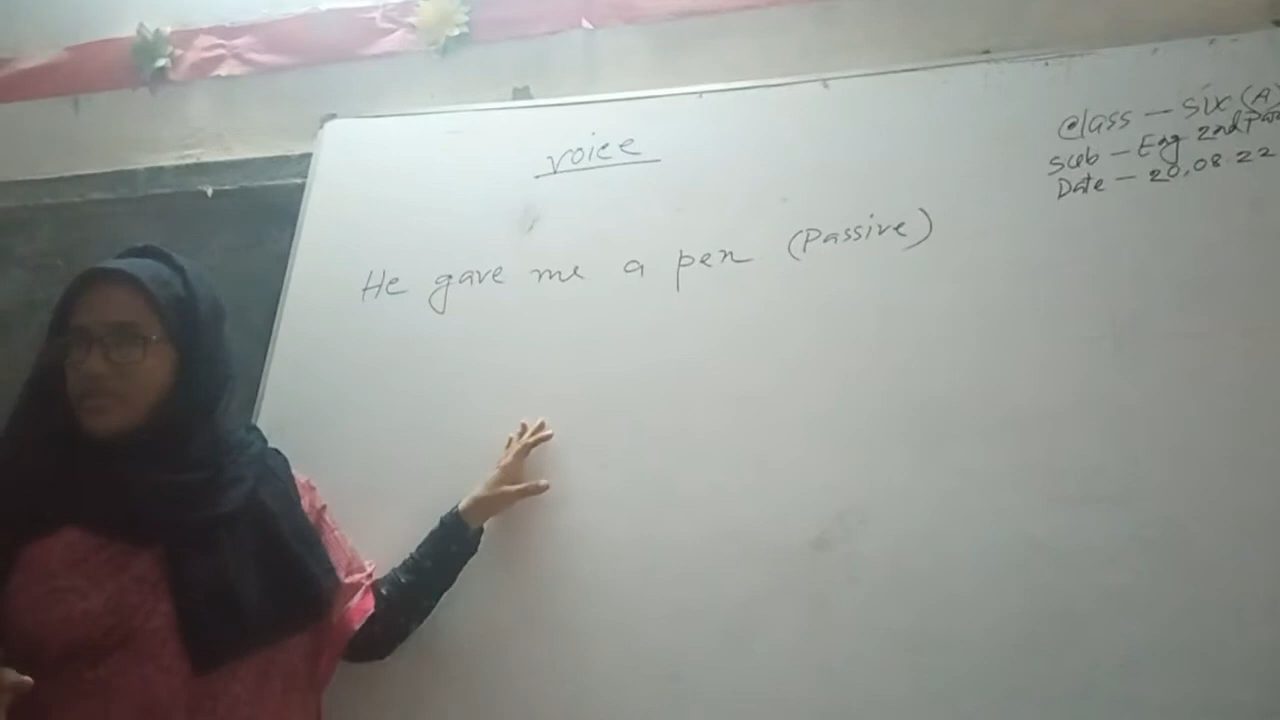 voice
He gave me a pen (Passive)
Class - Six (A)
Sub - Eng 2nd
Date - 20.08.22